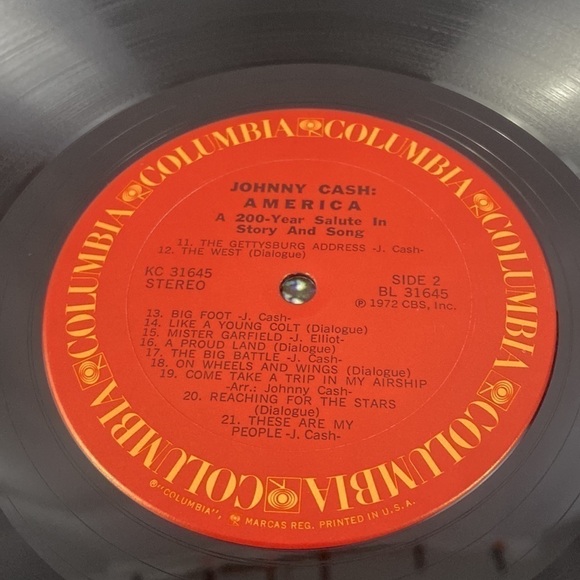 COLUMBIA COLUMBIA COLUMBIA COLUMBIA COLUMBIA COLUMBIA
JOHNNY CASH:
AMERICA
A 200-Year Salute In
Story And Song
11. THE GETTYSBURG ADDRESS -J. Cash-
12. THE WEST (Dialogue)
KC 31645
STEREO
SIDE 2
BL 31645
℗ 1972 CBS, Inc.
13. BIG FOOT -J. Cash-
14. LIKE A YOUNG COLT (Dialogue)
15. MISTER GARFIELD -J. Elliot-
16. A PROUD LAND (Dialogue)
17. THE BIG BATTLE -J. Cash-
18. ON WHEELS AND WINGS (Dialogue)
19. COME TAKE A TRIP IN MY AIRSHIP
-Arr.: Johnny Cash-
20. REACHING FOR THE STARS
(Dialogue)
21. THESE ARE MY
PEOPLE -J. Cash-
®"COLUMBIA", MARCAS REG. PRINTED IN U.S.A.